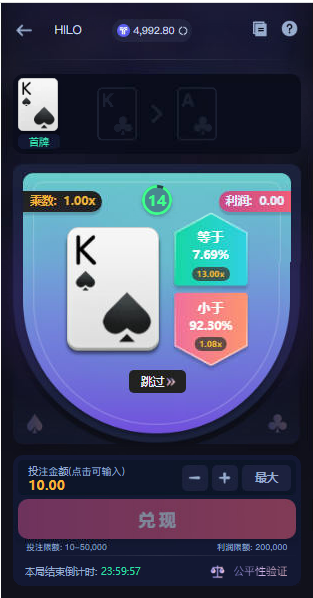 HILO
4,992.80
K
K
A
首牌
乘数: 1.00x
14
利润: 0.00
K
等于
7.69%
13.00x
小于
92.30%
1.08x
跳过»
投注金额(点击可输入)
10.00
最大
兑现
投注限额: 10~50,000
利润限额: 200,000
本局结束倒计时: 23:59:57
公平性验证